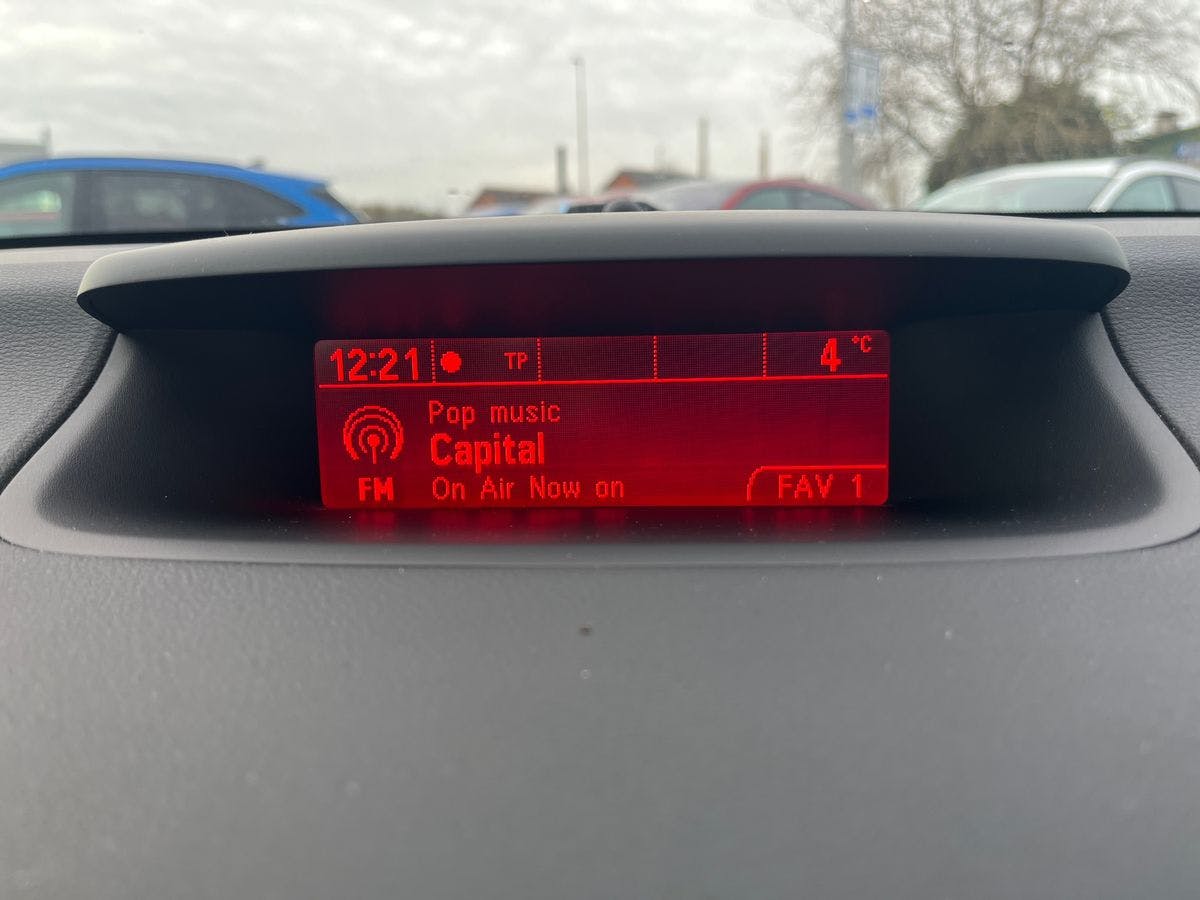 12:21 TP 4 °C
Pop music
Capital
FM On Air Now on FAV 1